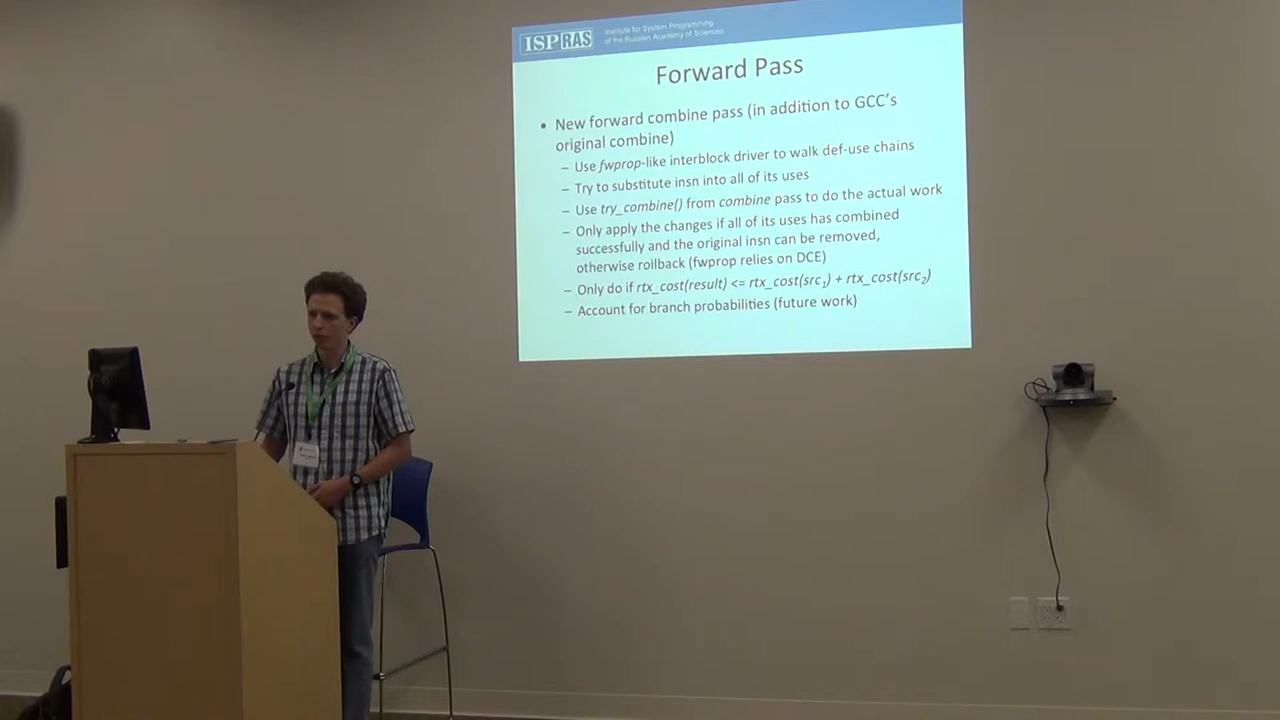 ISPRAS
Institute for System Programming
of the Russian Academy of Sciences
Forward Pass
• New forward combine pass (in addition to GCC's
original combine)
– Use fwprop-like interblock driver to walk def-use chains
– Try to substitute insn into all of its uses
– Use try_combine() from combine pass to do the actual work
– Only apply the changes if all of its uses has combined
successfully and the original insn can be removed,
otherwise rollback (fwprop relies on DCE)
– Only do if rtx_cost(result) <= rtx_cost(src₁) + rtx_cost(src₂)
– Account for branch probabilities (future work)